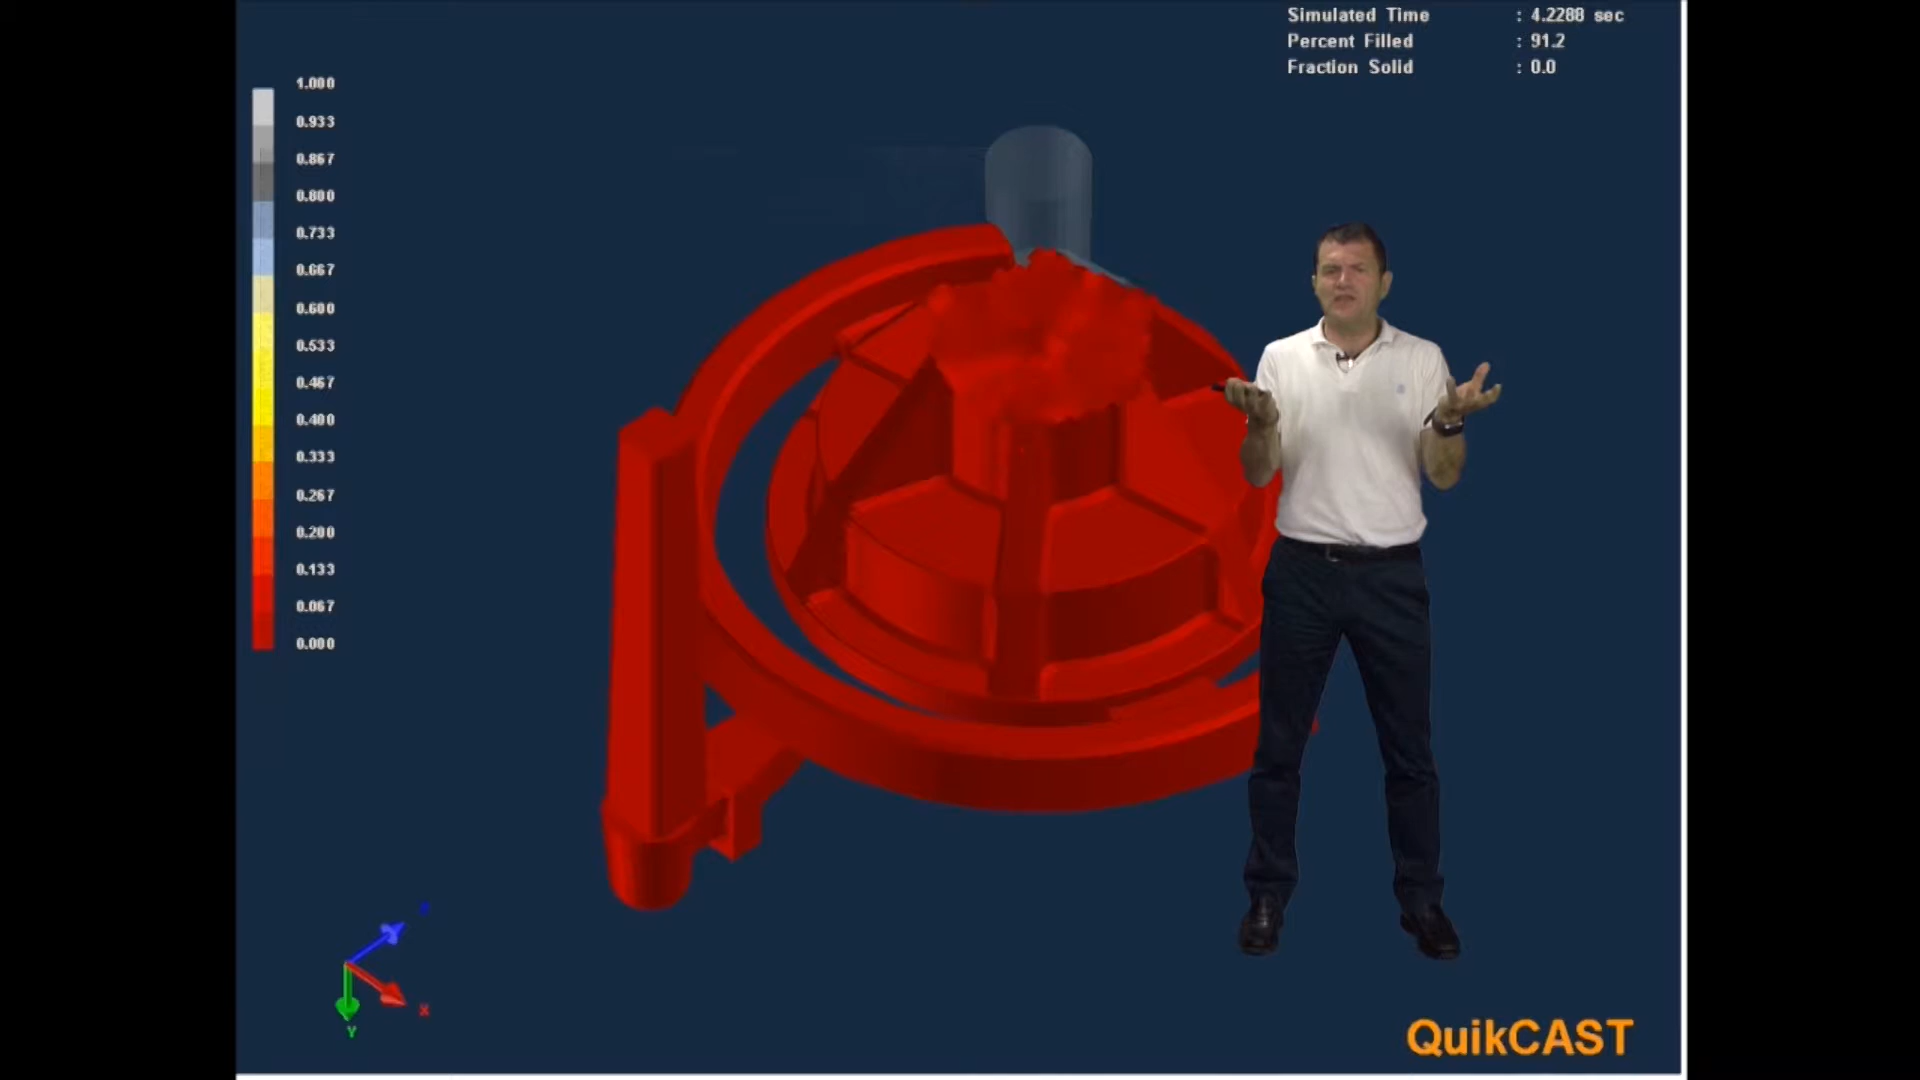 Simulated Time : 4.2288 sec
Percent Filled : 91.2
Fraction Solid : 0.0
1.000
0.933
0.867
0.800
0.733
0.667
0.600
0.533
0.467
0.400
0.333
0.267
0.200
0.133
0.067
0.000
X
Y
QuikCAST